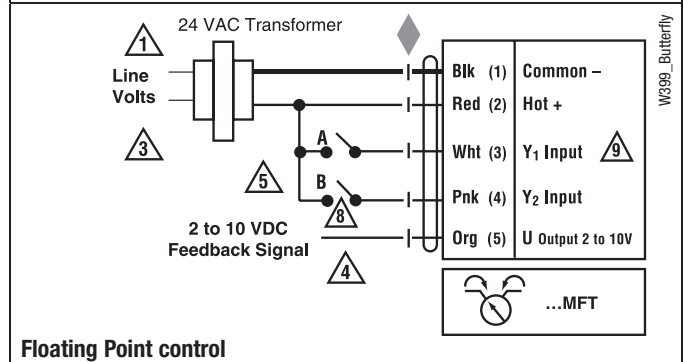 24 VAC Transformer
1
Line
Volts
3
Blk (1) Common –
Red (2) Hot +
A
Wht (3) Y1 Input 9
5
B
8
Pnk (4) Y2 Input
2 to 10 VDC
Feedback Signal
4
Org (5) U Output 2 to 10V
...MFT
W399_Butterfly
Floating Point control